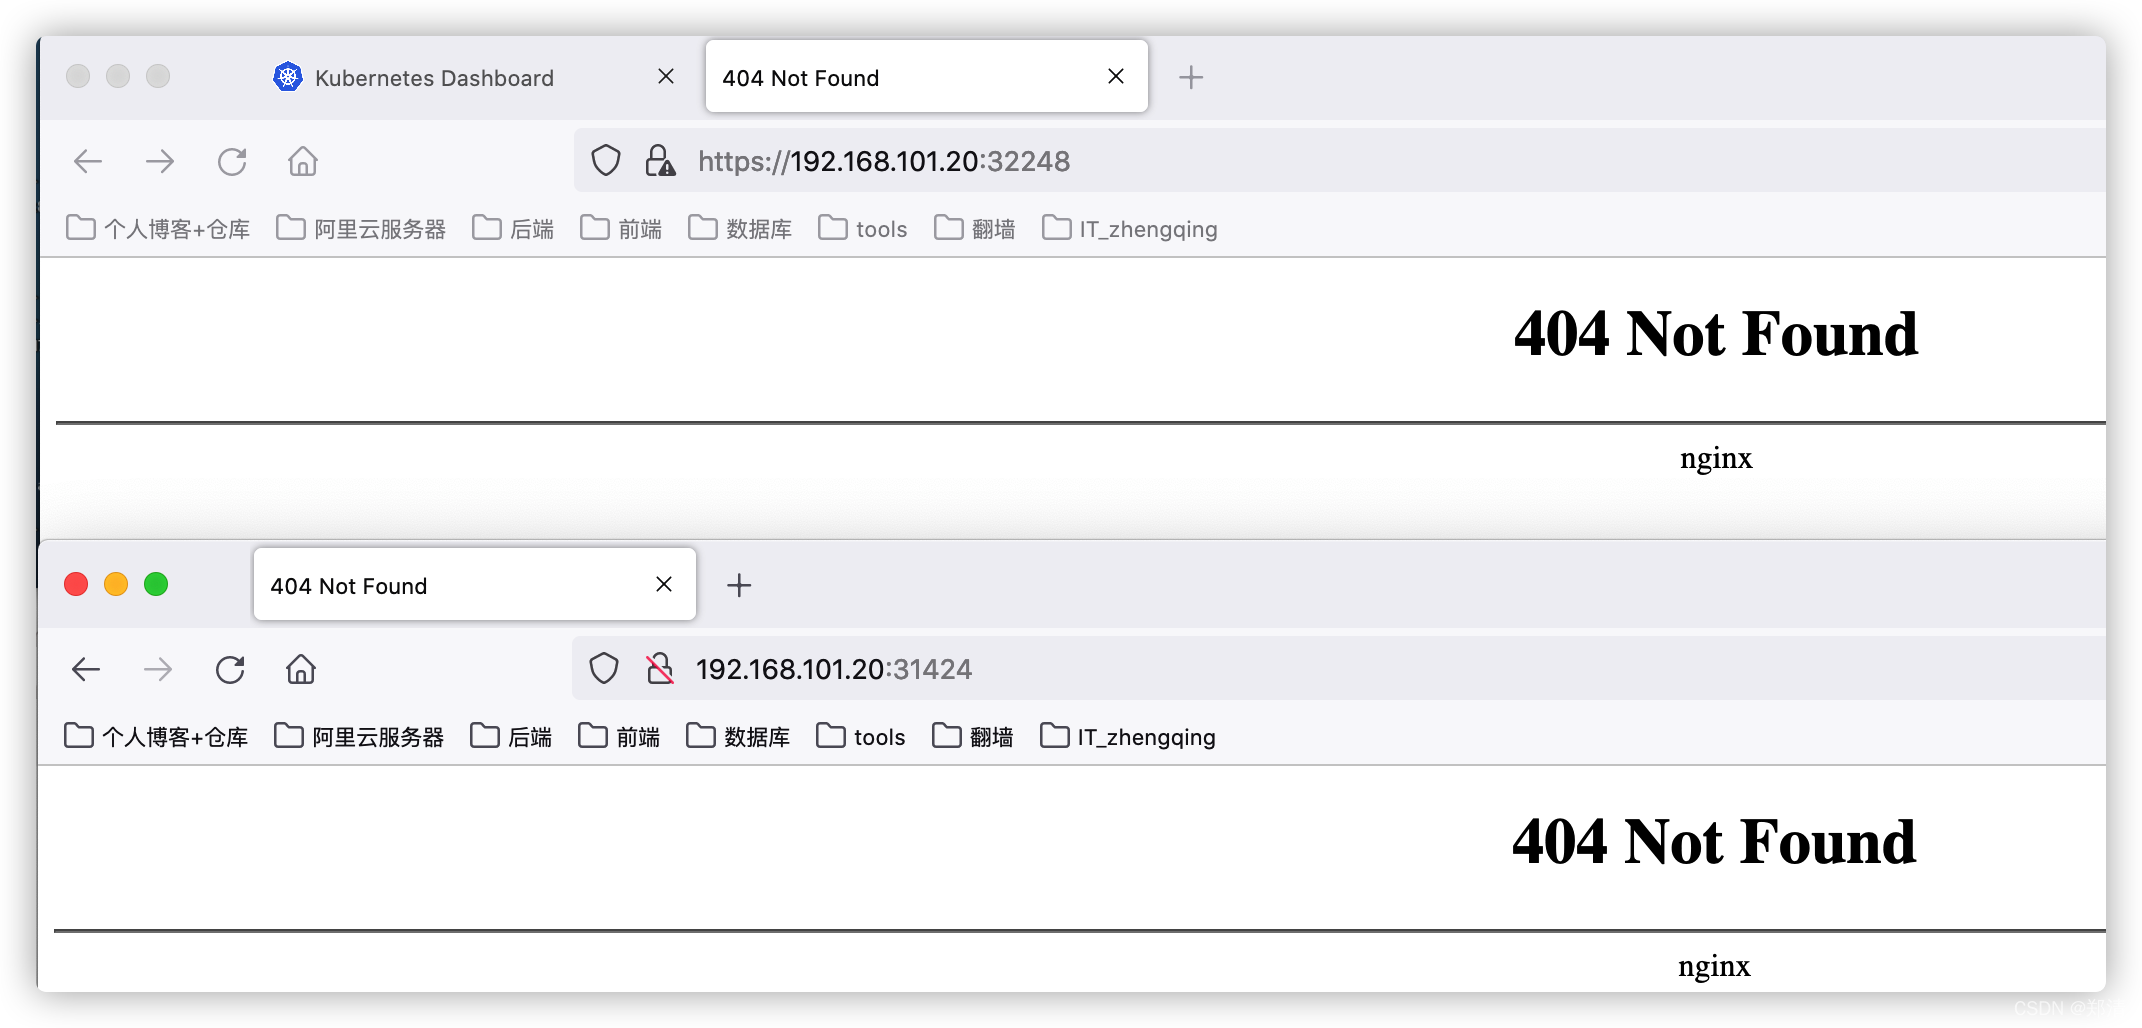 Kubernetes Dashboard
404 Not Found
https://192.168.101.20:32248
个人博客+仓库 阿里云服务器 后端 前端 数据库 tools 翻墙 IT_zhengqing
404 Not Found
nginx
404 Not Found
192.168.101.20:31424
个人博客+仓库 阿里云服务器 后端 前端 数据库 tools 翻墙 IT_zhengqing
404 Not Found
nginx
CSDN @郑